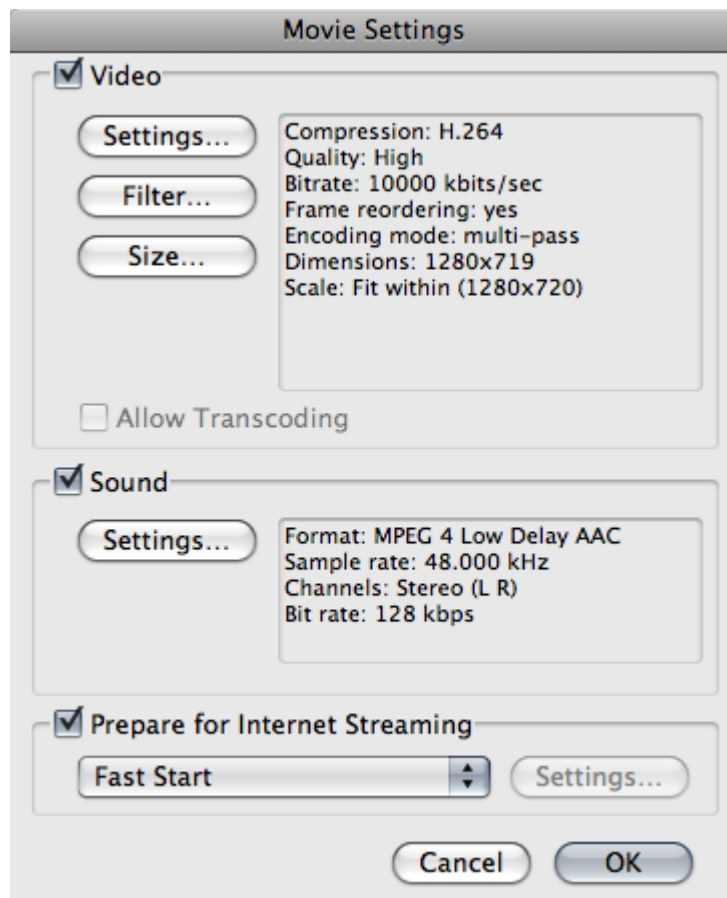 Movie Settings
Video
Settings...
Filter...
Size...
Compression: H.264
Quality: High
Bitrate: 10000 kbits/sec
Frame reordering: yes
Encoding mode: multi-pass
Dimensions: 1280x719
Scale: Fit within (1280x720)
Allow Transcoding
Sound
Settings...
Format: MPEG 4 Low Delay AAC
Sample rate: 48.000 kHz
Channels: Stereo (L R)
Bit rate: 128 kbps
Prepare for Internet Streaming
Fast Start
Settings...
Cancel
OK